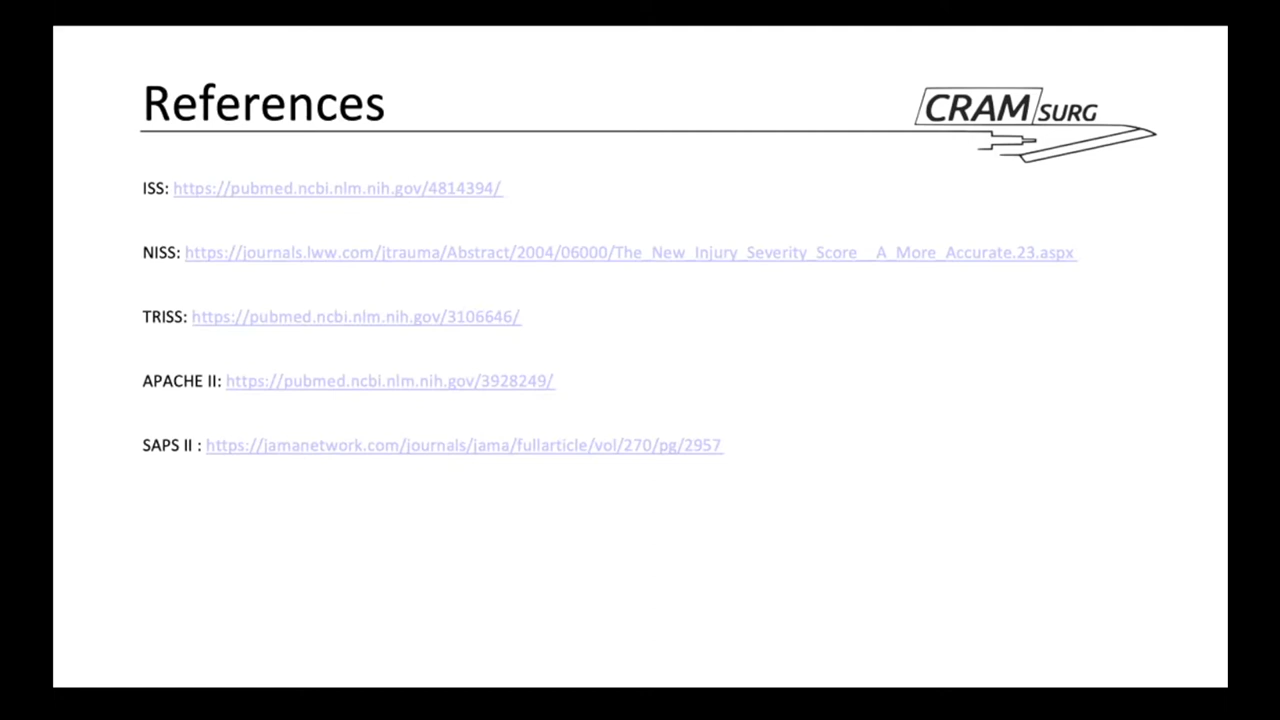 References
CRAM SURG
ISS: https://pubmed.ncbi.nlm.nih.gov/4814394/
NISS: https://journals.lww.com/jtrauma/Abstract/2004/06000/The_New_Injury_Severity_Score__A_More_Accurate.23.aspx
TRISS: https://pubmed.ncbi.nlm.nih.gov/3106646/
APACHE II: https://pubmed.ncbi.nlm.nih.gov/3928249/
SAPS II : https://jamanetwork.com/journals/jama/fullarticle/vol/270/pg/2957